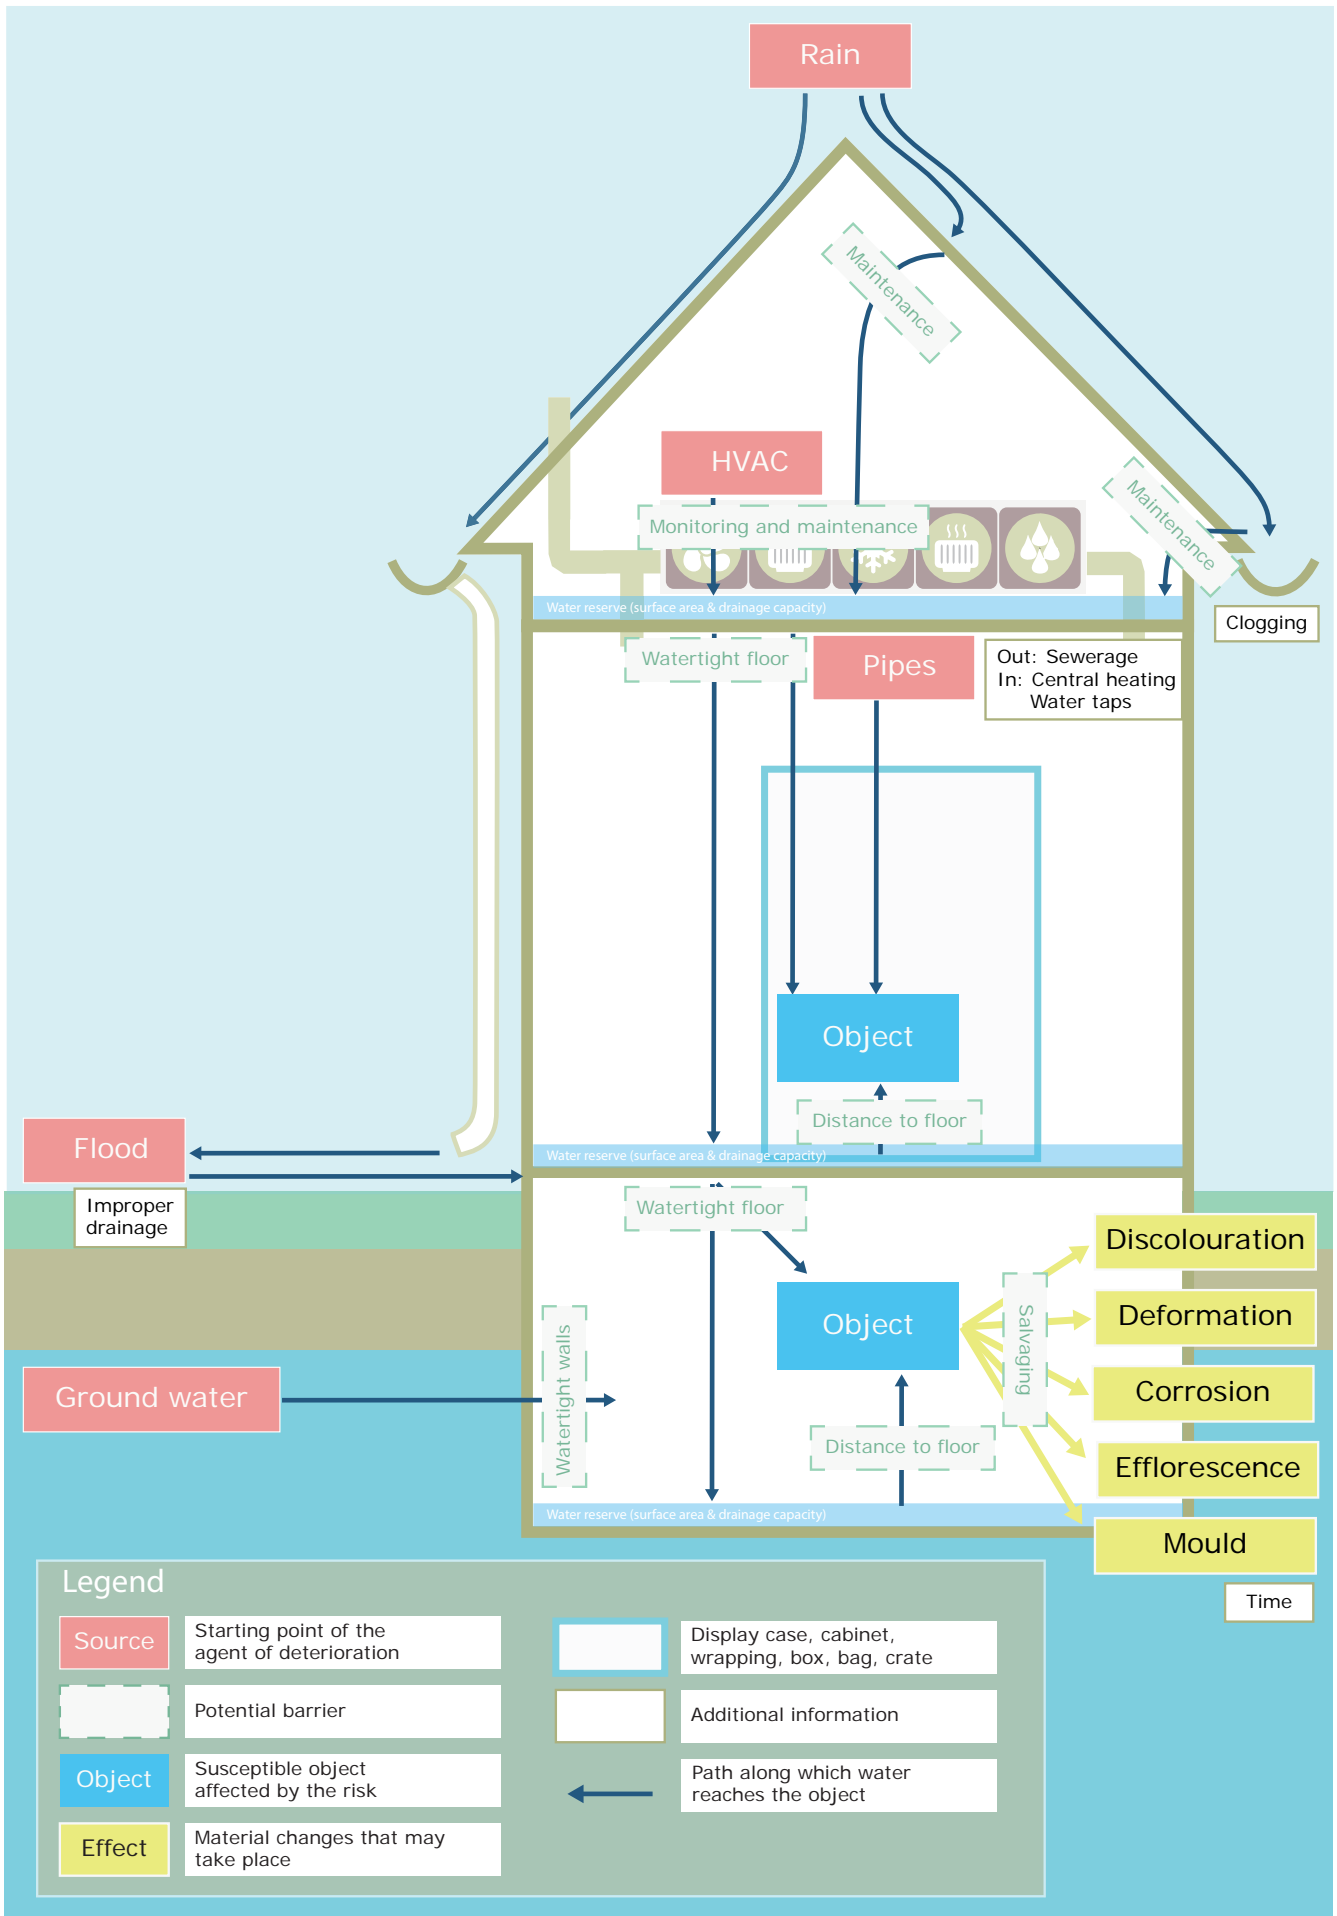 Rain
Maintenance
HVAC
Maintenance
Monitoring and maintenance
Water reserve (surface area & drainage capacity)
Clogging
Watertight floor
Pipes
Out: Sewerage
In: Central heating
Water taps
Object
Distance to floor
Flood
Water reserve (surface area & drainage capacity)
Improper
drainage
Watertight floor
Discolouration
Object
Deformation
Salvaging
Ground water
Watertight walls
Corrosion
Distance to floor
Efflorescence
Water reserve (surface area & drainage capacity)
Mould
Time
Legend
Source
Starting point of the
agent of deterioration
Potential barrier
Object
Susceptible object
affected by the risk
Effect
Material changes that may
take place
Display case, cabinet,
wrapping, box, bag, crate
Additional information
Path along which water
reaches the object